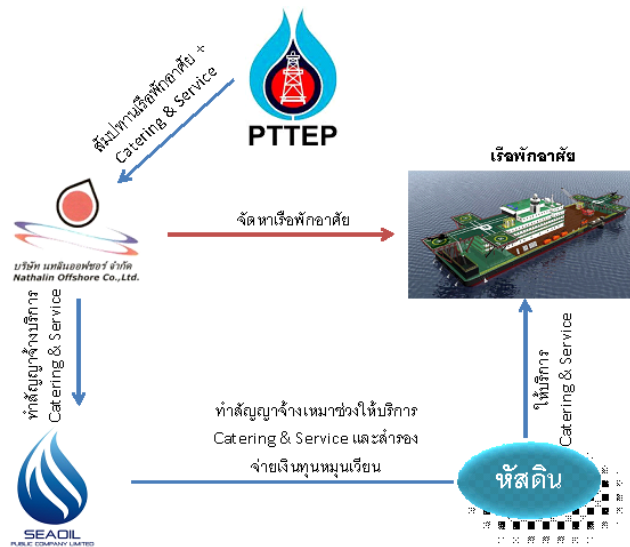 สัมปทานเรือพักอาศัย +
Catering & Service
PTTEP
เรือพักอาศัย
จัดหาเรือพักอาศัย
บริษัท นทลินออฟชอร์ จำกัด
Nathalin Offshore Co.,Ltd.
ทำสัญญาจ้างบริการ
Catering & Service
ให้บริการ
Catering & Service
ทำสัญญาจ้างเหมาช่วงให้บริการ
Catering & Service และสำรอง
จ่ายเงินทุนหมุนเวียน
หัสดิน
SEAOIL
PUBLIC COMPANY LIMITED